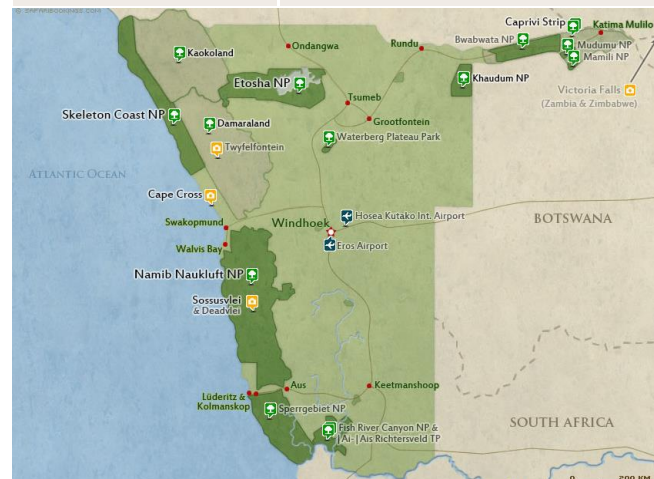 Caprivi Strip
Katima Mulilo
Bwabwata NP
Mudumu NP
Mamili NP
Kaokoland
Ondangwa
Rundu
Etosha NP
Khaudum NP
Victoria Falls
(Zambia & Zimbabwe)
Tsumeb
Skeleton Coast NP
Damaraland
Grootfontein
Waterberg Plateau Park
Twyfelfontein
Atlantic Ocean
Cape Cross
Hosea Kutako Int. Airport
BOTSWANA
Swakopmund
Windhoek
Walvis Bay
Eros Airport
Namib Naukluft NP
Sossusvlei
& Deadvlei
Aus
Keetmanshoop
Lüderitz &
Kolmanskop
Sperrgebiet NP
Fish River Canyon NP &
|Ai-|Ais Richtersveld TP
SOUTH AFRICA
0 200 KM